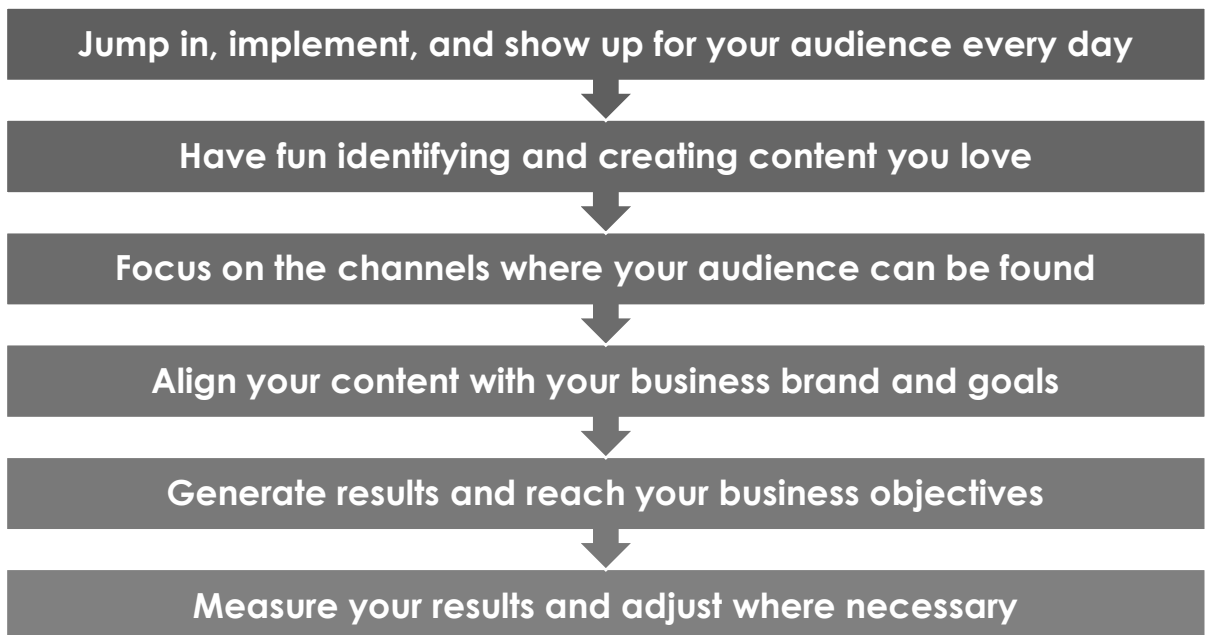 Jump in, implement, and show up for your audience every day
Have fun identifying and creating content you love
Focus on the channels where your audience can be found
Align your content with your business brand and goals
Generate results and reach your business objectives
Measure your results and adjust where necessary